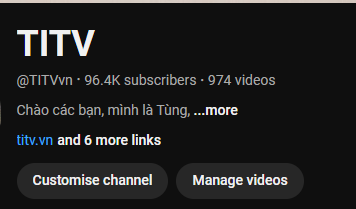 TITV
@TITVvn · 96.4K subscribers · 974 videos
Chào các bạn, mình là Tùng, ...more
titv.vn and 6 more links
Customise channel Manage videos